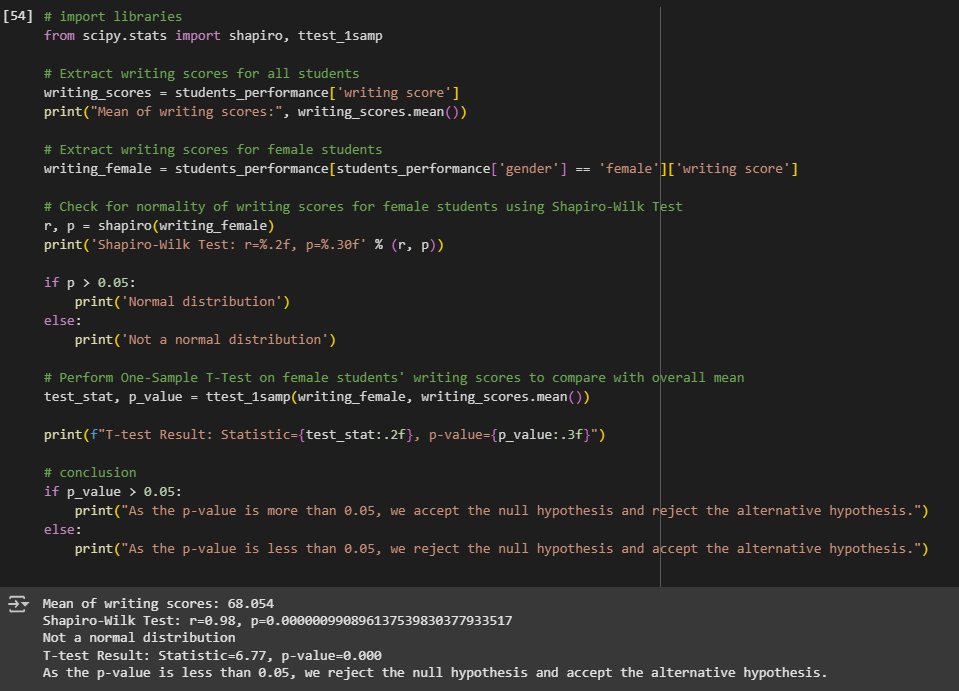 [54] # import libraries
from scipy.stats import shapiro, ttest_1samp
# Extract writing scores for all students
writing_scores = students_performance['writing score']
print("Mean of writing scores:", writing_scores.mean())
# Extract writing scores for female students
writing_female = students_performance[students_performance['gender'] == 'female']['writing score']
# Check for normality of writing scores for female students using Shapiro-Wilk Test
r, p = shapiro(writing_female)
print('Shapiro-Wilk Test: r=%.2f, p=%.30f' % (r, p))
if p > 0.05:
    print('Normal distribution')
else:
    print('Not a normal distribution')
# Perform One-Sample T-Test on female students' writing scores to compare with overall mean
test_stat, p_value = ttest_1samp(writing_female, writing_scores.mean())
print(f"T-test Result: Statistic={test_stat:.2f}, p-value={p_value:.3f}")
# conclusion
if p_value > 0.05:
    print("As the p-value is more than 0.05, we accept the null hypothesis and reject the alternative hypothesis.")
else:
    print("As the p-value is less than 0.05, we reject the null hypothesis and accept the alternative hypothesis.")
Mean of writing scores: 68.054
Shapiro-Wilk Test: r=0.98, p=0.000000990896137539830377933517
Not a normal distribution
T-test Result: Statistic=6.77, p-value=0.000
As the p-value is less than 0.05, we reject the null hypothesis and accept the alternative hypothesis.